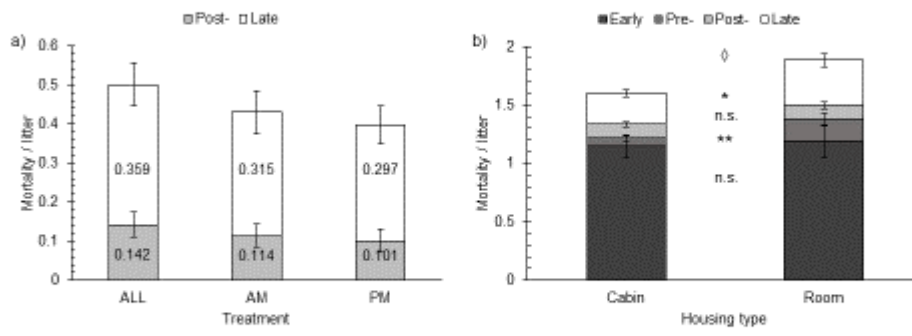 Post- Late
a)
0.6
0.5
0.4
0.3
0.2
0.1
0
Mortality / litter
0.359
0.315
0.297
0.142
0.114
0.101
ALL AM PM
Treatment
Early Pre- Post- Late
b)
2
1.5
1
0.5
0
Mortality / litter
◊
*
n.s.
**
n.s.
Cabin Room
Housing type